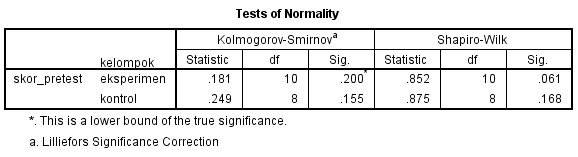 Tests of Normality
Kolmogorov-Smirnov^a Shapiro-Wilk
kelompok Statistic df Sig. Statistic df Sig.
skor_pretest eksperimen .181 10 .200* .852 10 .061
kontrol .249 8 .155 .875 8 .168
*. This is a lower bound of the true significance.
a. Lilliefors Significance Correction